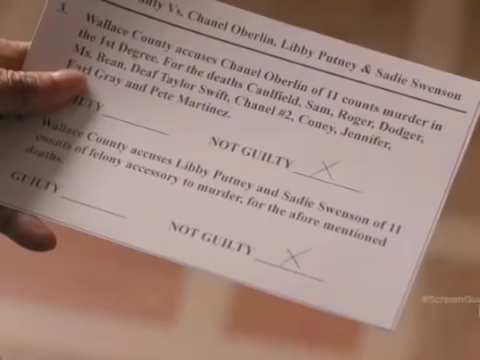 nty Vs. Chanel Oberlin, Libby Putney & Sadie Swenson
3.
Wallace County accuses Chanel Oberlin of 11 counts murder in
the 1st Degree. For the deaths Caulfield, Sam, Roger, Dodger,
Ms. Bean, Deaf Taylor Swift, Chanel #2, Coney, Jennifer,
Earl Gray and Pete Martinez.
ILTY
NOT GUILTY X
Wallace County accuses Libby Putney and Sadie Swenson of 11
counts of felony accessory to murder, for the afore mentioned
deaths.
GUILTY
NOT GUILTY X
#ScreamQue